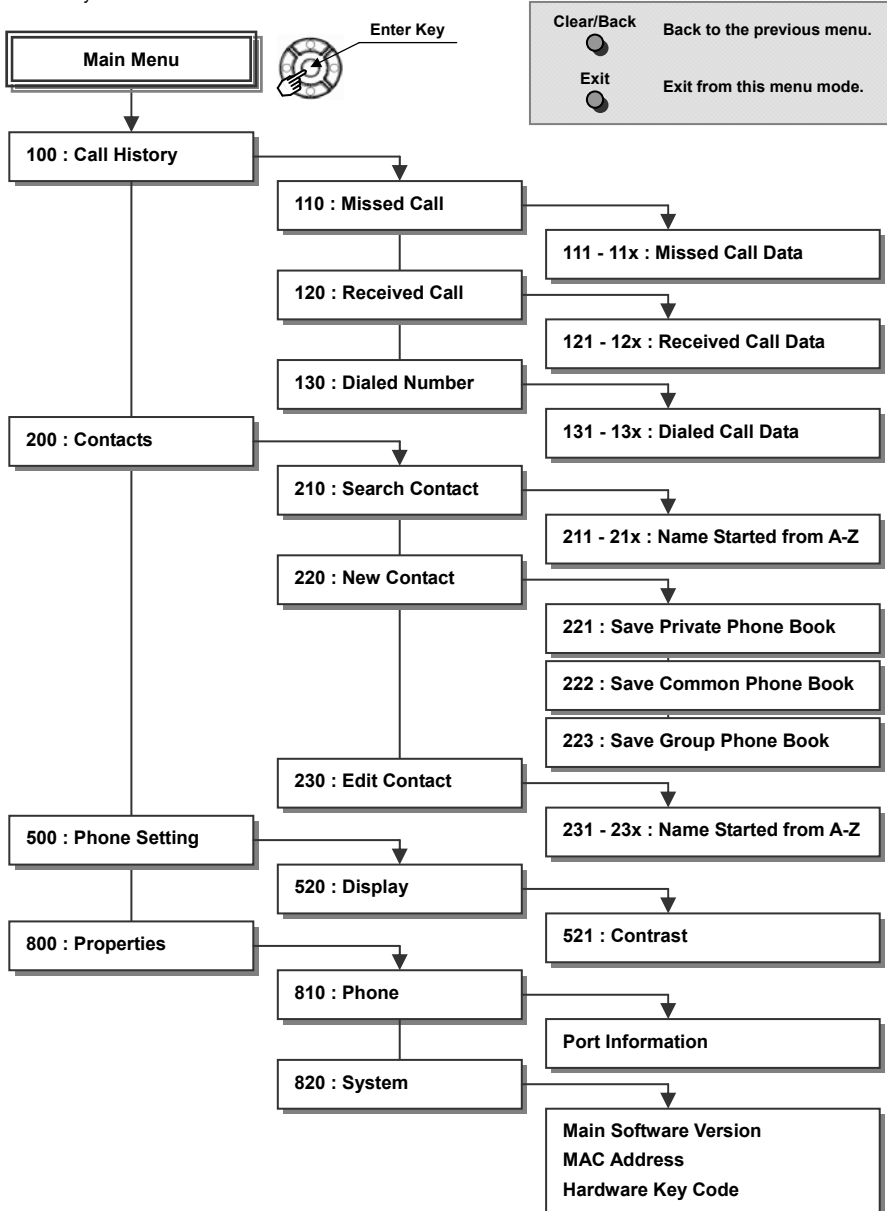 Main Menu
Enter Key
Clear/Back
Back to the previous menu.
Exit
Exit from this menu mode.
100 : Call History
110 : Missed Call
111 - 11x : Missed Call Data
120 : Received Call
121 - 12x : Received Call Data
130 : Dialed Number
131 - 13x : Dialed Call Data
200 : Contacts
210 : Search Contact
211 - 21x : Name Started from A-Z
220 : New Contact
221 : Save Private Phone Book
222 : Save Common Phone Book
223 : Save Group Phone Book
230 : Edit Contact
231 - 23x : Name Started from A-Z
500 : Phone Setting
520 : Display
521 : Contrast
800 : Properties
810 : Phone
Port Information
820 : System
Main Software Version
MAC Address
Hardware Key Code